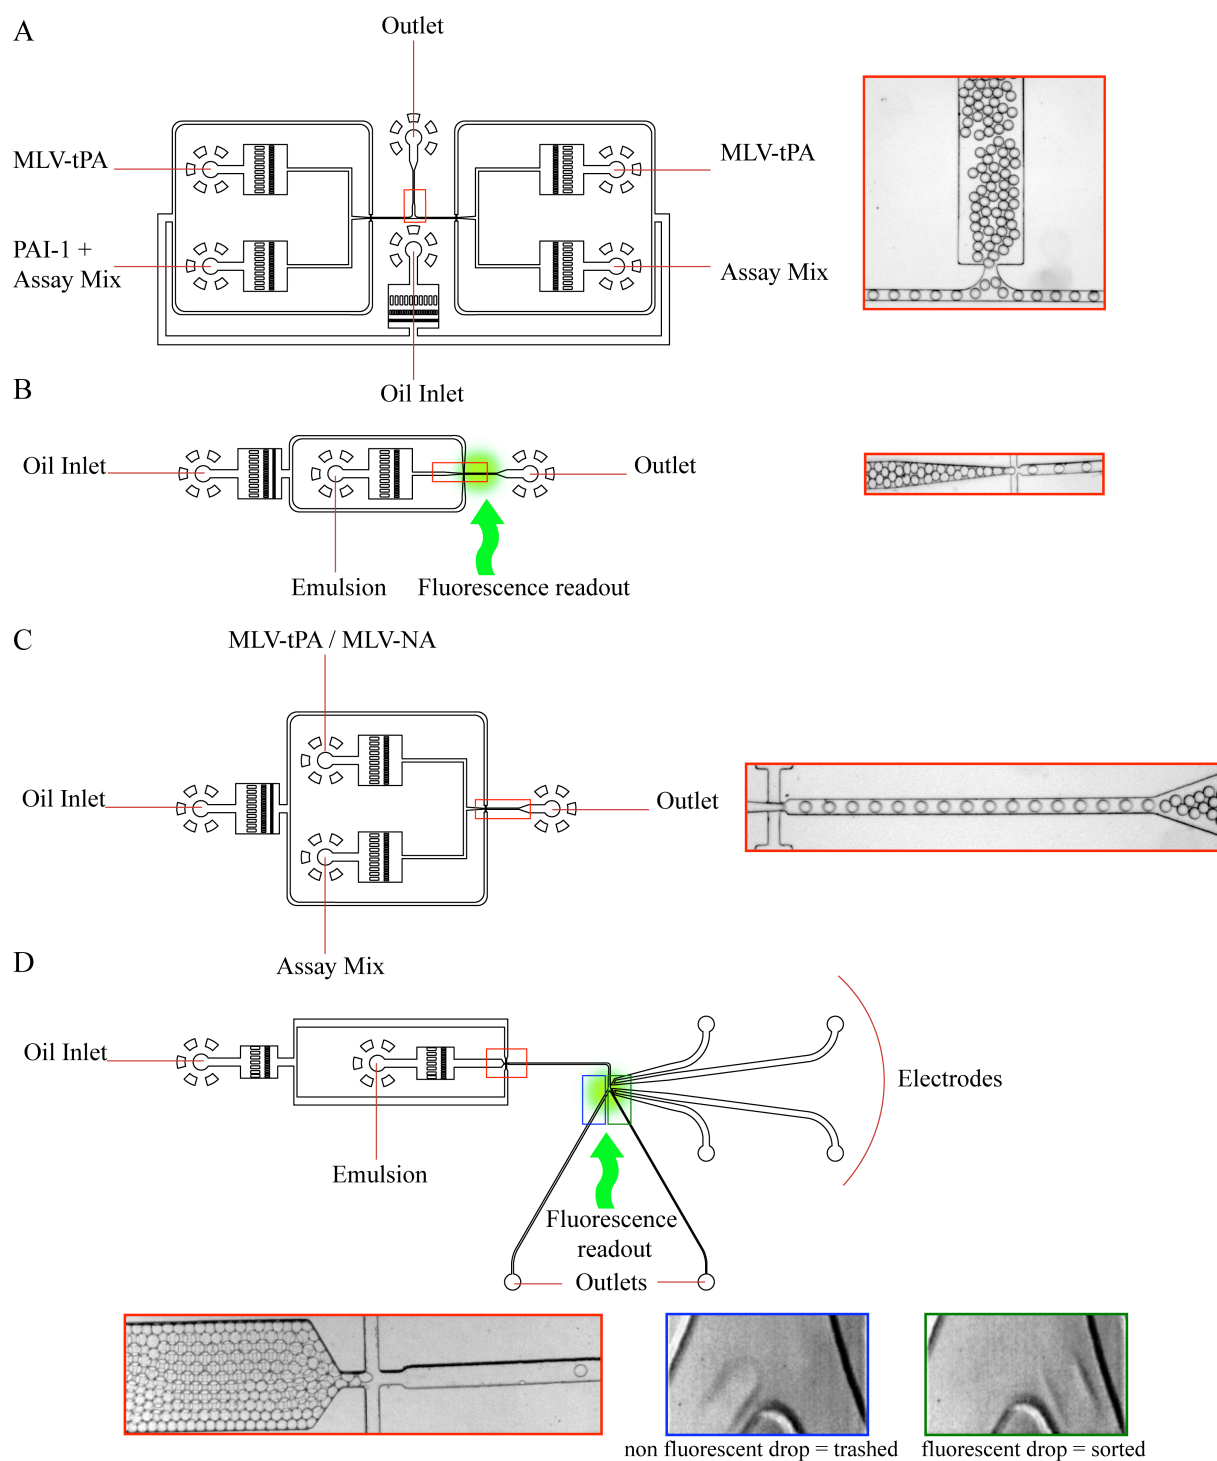 A
Outlet
MLV-tPA
MLV-tPA
PAI-1 +
Assay Mix
Assay Mix
Oil Inlet
B
Oil Inlet
Outlet
Emulsion
Fluorescence readout
C
MLV-tPA / MLV-NA
Oil Inlet
Outlet
Assay Mix
D
Oil Inlet
Electrodes
Emulsion
Fluorescence
readout
Outlets
non fluorescent drop = trashed
fluorescent drop = sorted